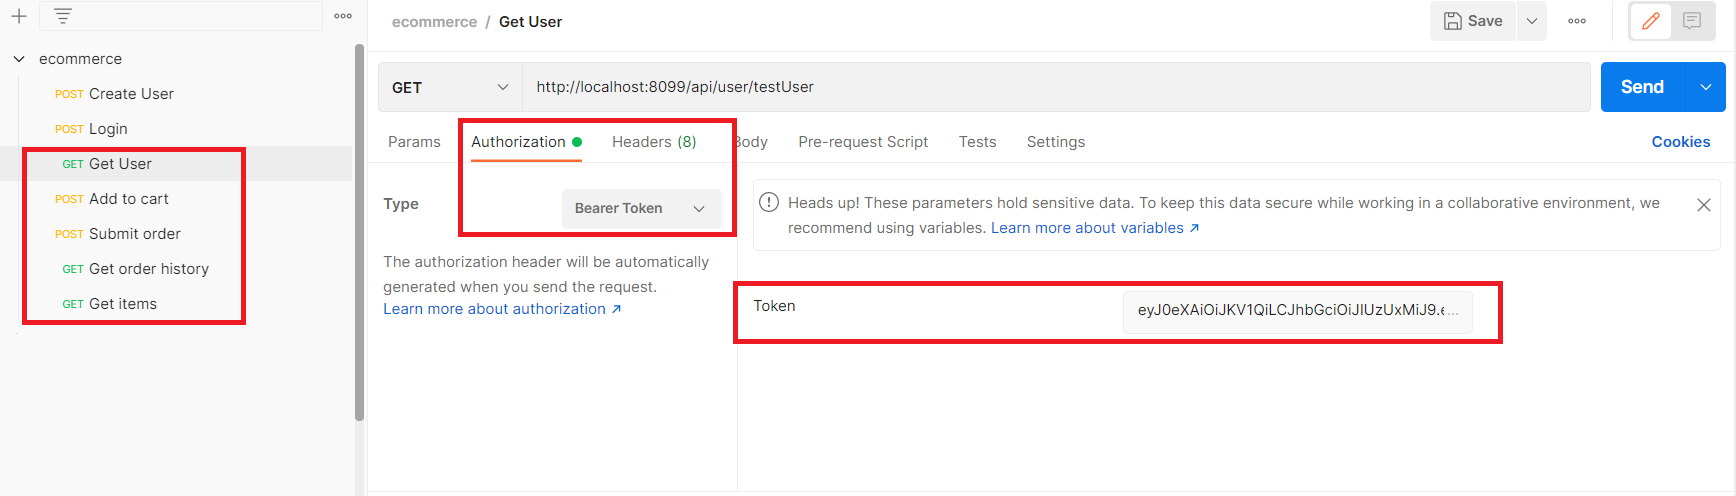 ecommerce
POST Create User
POST Login
GET Get User
POST Add to cart
POST Submit order
GET Get order history
GET Get items
ecommerce / Get User
Save
GET http://localhost:8099/api/user/testUser
Send
Params Authorization Headers (8) Body Pre-request Script Tests Settings Cookies
Type Bearer Token
The authorization header will be automatically
generated when you send the request.
Learn more about authorization ↗
Heads up! These parameters hold sensitive data. To keep this data secure while working in a collaborative environment, we
recommend using variables. Learn more about variables ↗
Token eyJ0eXAiOiJKV1QiLCJhbGciOiJIUzUxMiJ9.e...